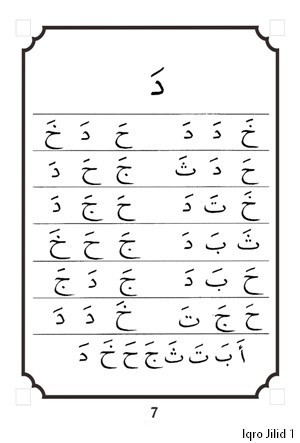 دَ
خَ دَ دَ حَ دَ خَ
حَ دَ ثَ جَ حَ دَ
خَ تَ دَ حَ جَ دَ
ثَ بَ دَ جَ حَ خَ
حَ بَ دَ جَ دَ جَ
حَ جَ تَ خَ دَ دَ
أَ بَ تَ ثَ جَ حَ خَ دَ
7
Iqro Jilid 1